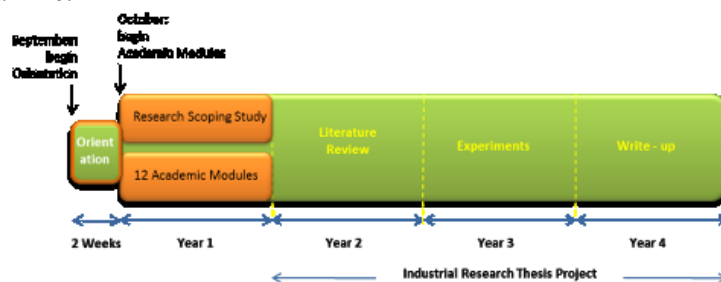 October:
begin
Academic Modules
September:
begin
Orientation
Research Scoping Study
Orient
ation
12 Academic Modules
Literature
Review
Experiments
Write - up
2 Weeks
Year 1
Year 2
Year 3
Year 4
Industrial Research Thesis Project